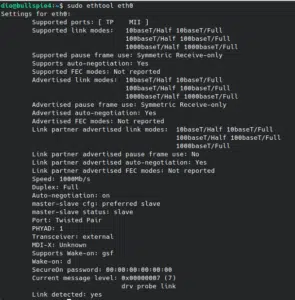 dlo@bullspi04:~$ sudo ethtool eth0
Settings for eth0:
Supported ports: [ TP MII ]
Supported link modes: 10baseT/Half 10baseT/Full
100baseT/Half 100baseT/Full
1000baseT/Half 1000baseT/Full
Supported pause frame use: Symmetric Receive-only
Supports auto-negotiation: Yes
Supported FEC modes: Not reported
Advertised link modes: 10baseT/Half 10baseT/Full
100baseT/Half 100baseT/Full
1000baseT/Half 1000baseT/Full
Advertised pause frame use: Symmetric Receive-only
Advertised auto-negotiation: Yes
Advertised FEC modes: Not reported
Link partner advertised link modes: 10baseT/Half 10baseT/Full
100baseT/Half 100baseT/Full
1000baseT/Full
Link partner advertised pause frame use: No
Link partner advertised auto-negotiation: Yes
Link partner advertised FEC modes: Not reported
Speed: 1000Mb/s
Duplex: Full
Auto-negotiation: on
master-slave cfg: preferred slave
master-slave status: slave
Port: Twisted Pair
PHYAD: 1
Transceiver: external
MDI-X: Unknown
Supports Wake-on: gsf
Wake-on: d
SecureOn password: 00:00:00:00:00:00
Current message level: 0x00000007 (7)
drv probe link
Link detected: yes